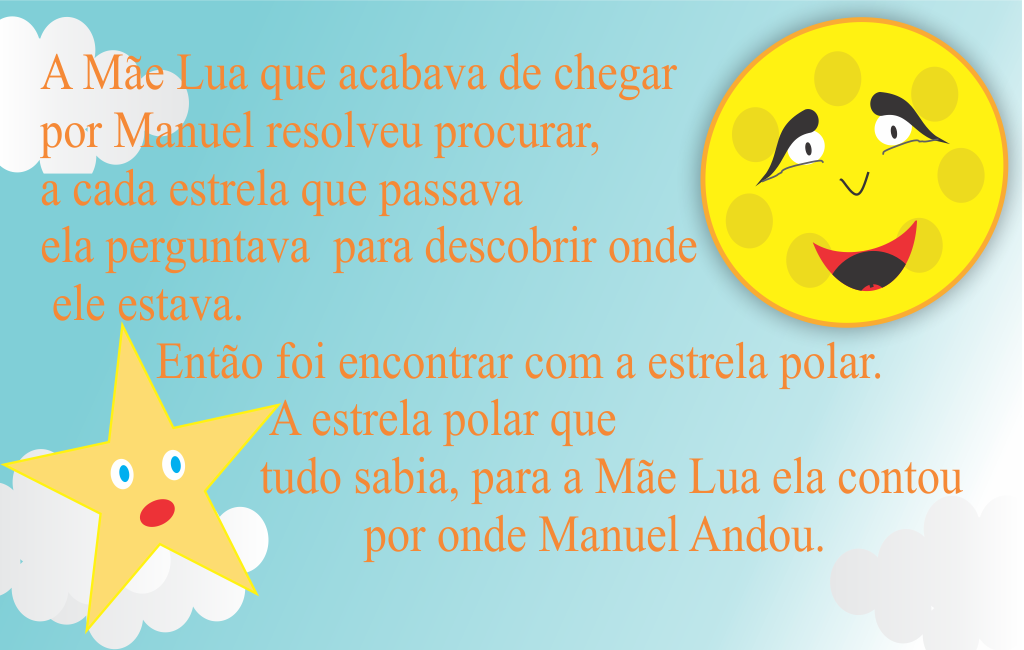 A Mãe Lua que acabava de chegar
por Manuel resolveu procurar,
a cada estrela que passava
ela perguntava para descobrir onde
ele estava.
Então foi encontrar com a estrela polar.
A estrela polar que
tudo sabia, para a Mãe Lua ela contou
por onde Manuel Andou.